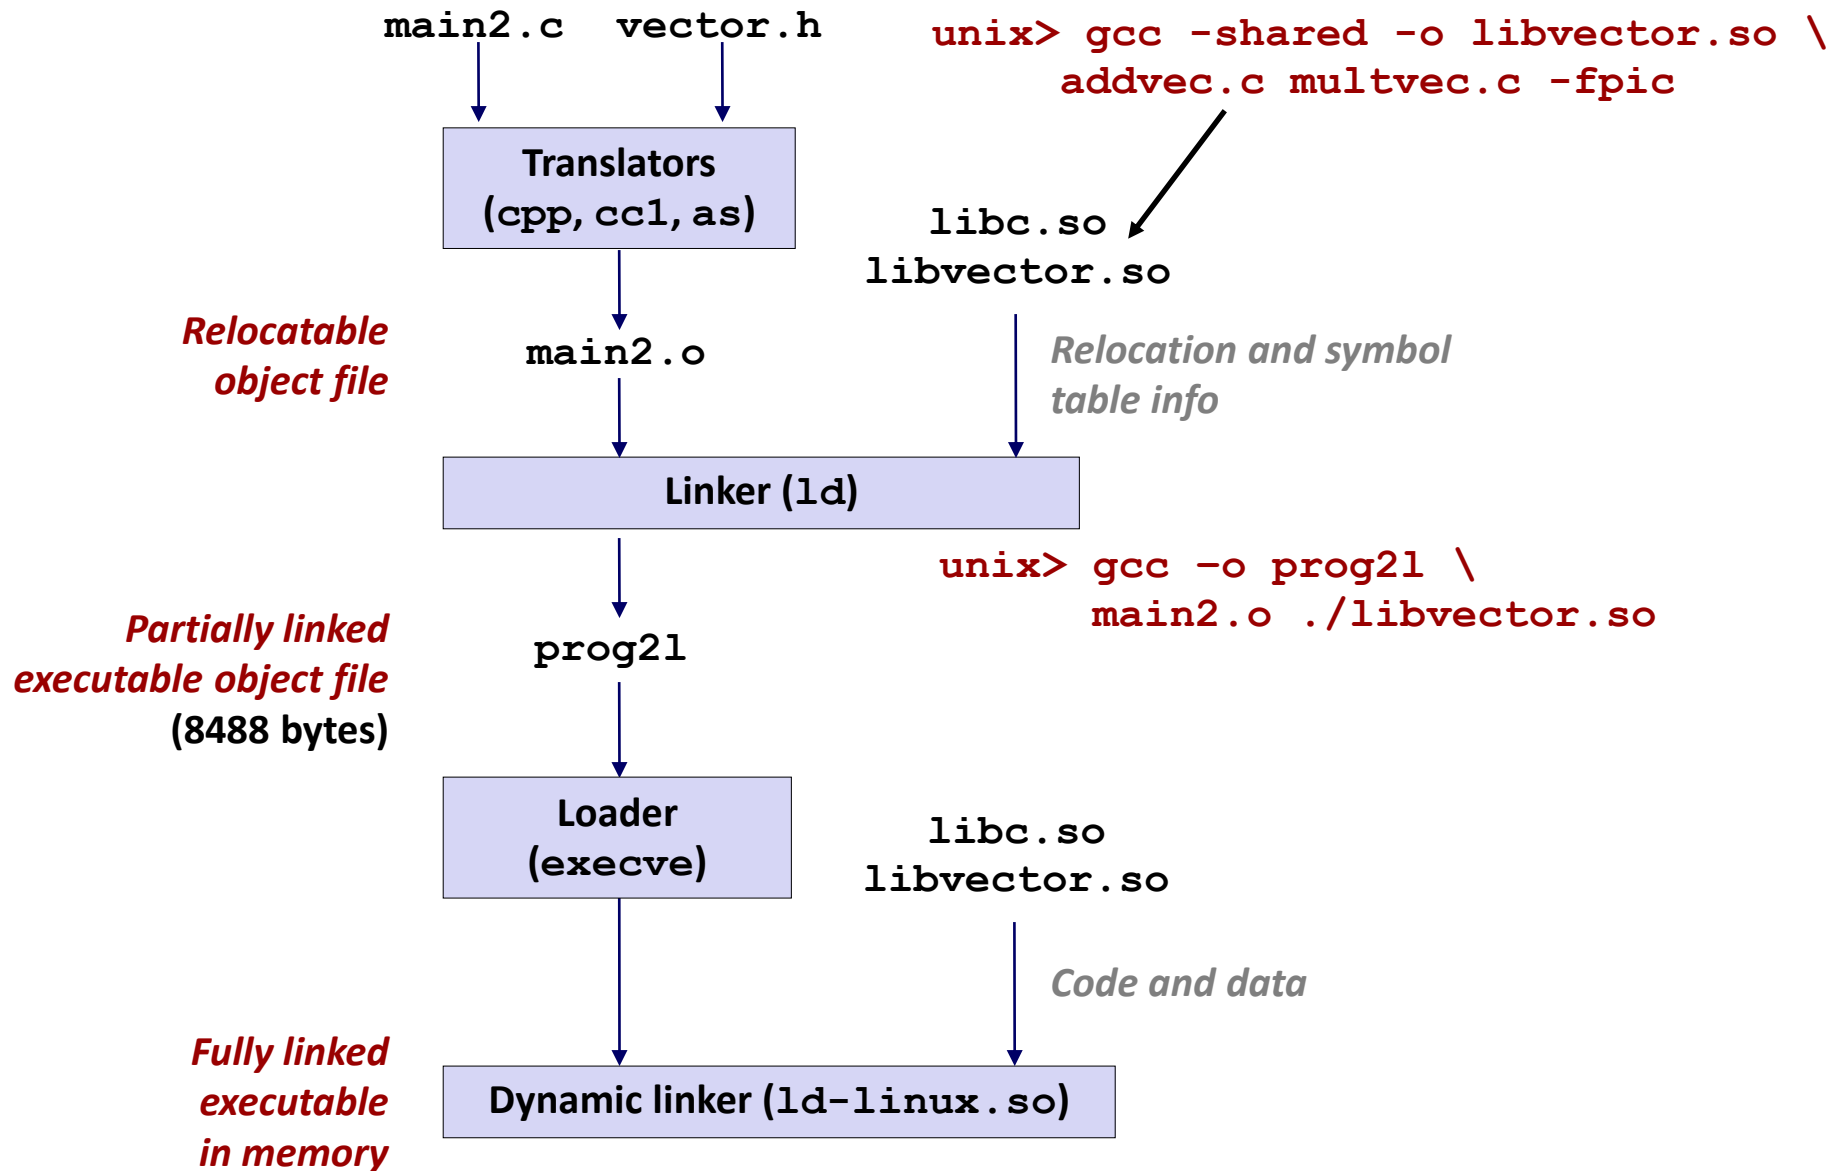 main2.c vector.h
unix> gcc -shared -o libvector.so \
addvec.c multvec.c -fpic
Translators
(cpp, cc1, as)
libc.so
libvector.so
Relocatable
object file
main2.o
Relocation and symbol
table info
Linker (ld)
unix> gcc –o prog2l \
main2.o ./libvector.so
Partially linked
executable object file
(8488 bytes)
prog2l
Loader
(execve)
libc.so
libvector.so
Code and data
Fully linked
executable
in memory
Dynamic linker (ld-linux.so)